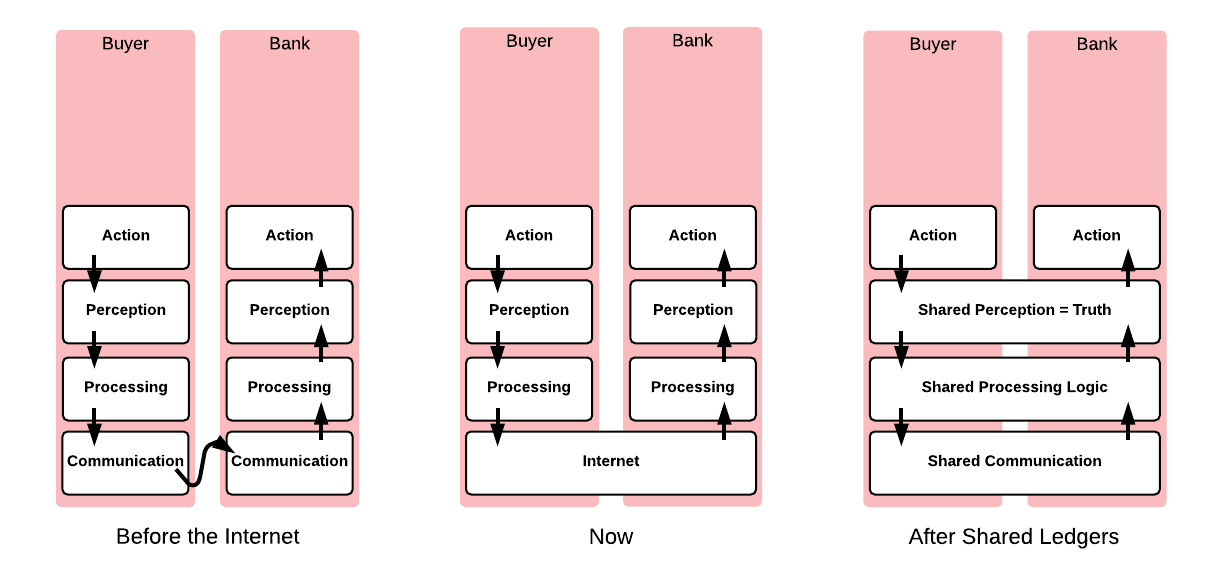 Buyer
Bank
Action
Action
Perception
Perception
Processing
Processing
Communication
Communication
Before the Internet
Buyer
Bank
Action
Action
Perception
Perception
Processing
Processing
Internet
Now
Buyer
Bank
Action
Action
Shared Perception = Truth
Shared Processing Logic
Shared Communication
After Shared Ledgers